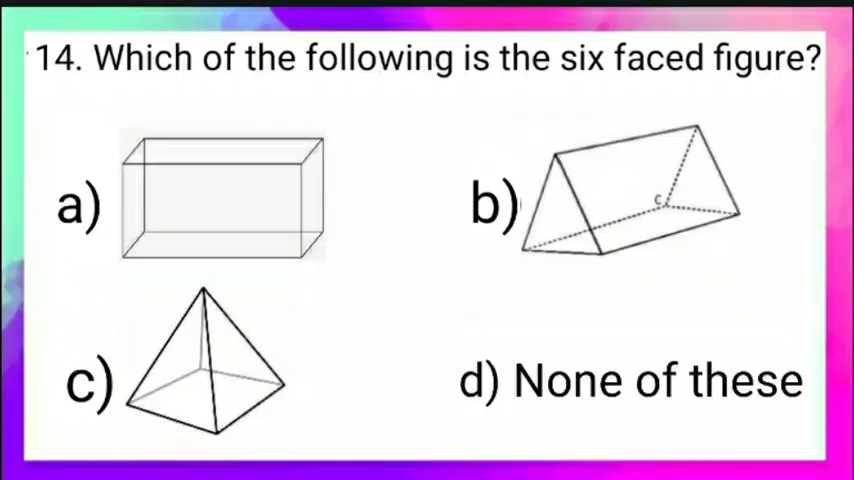 14. Which of the following is the six faced figure?
a)
b)
C
c)
d) None of these